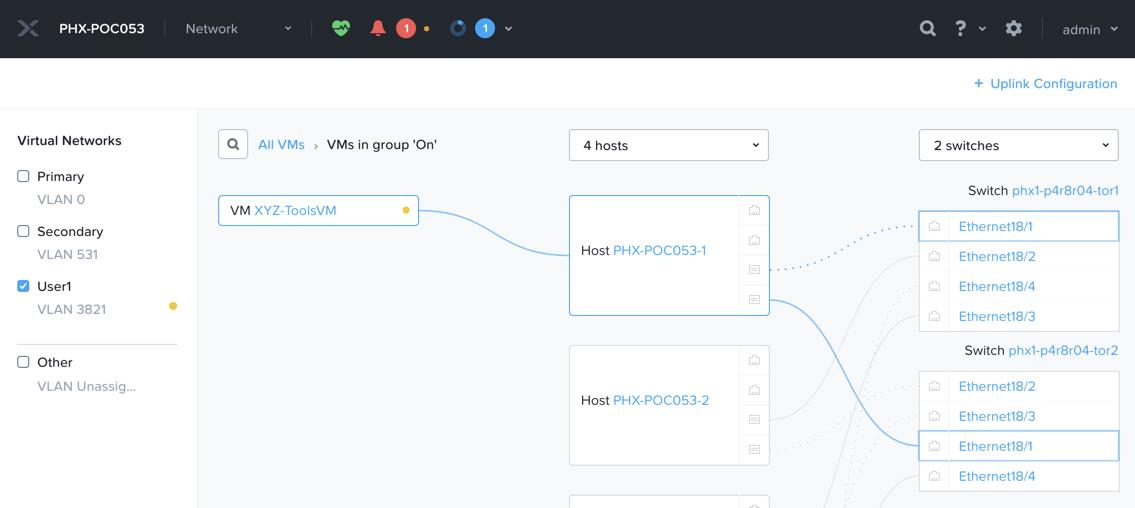 PHX-POC053
Network
1
1
?
admin
+ Uplink Configuration
Virtual Networks
Primary
VLAN 0
Secondary
VLAN 531
User1
VLAN 3821
Other
VLAN Unassig...
All VMs › VMs in group 'On'
VM XYZ-ToolsVM
4 hosts
Host PHX-POC053-1
Host PHX-POC053-2
2 switches
Switch phx1-p4r8r04-tor1
Ethernet18/1
Ethernet18/2
Ethernet18/4
Ethernet18/3
Switch phx1-p4r8r04-tor2
Ethernet18/2
Ethernet18/3
Ethernet18/1
Ethernet18/4